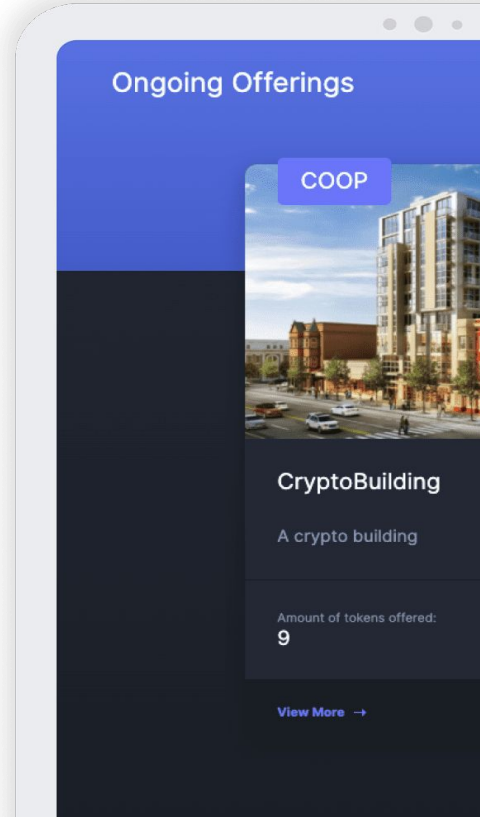 Ongoing Offerings
COOP
CryptoBuilding
A crypto building
Amount of tokens offered:
9
View More →